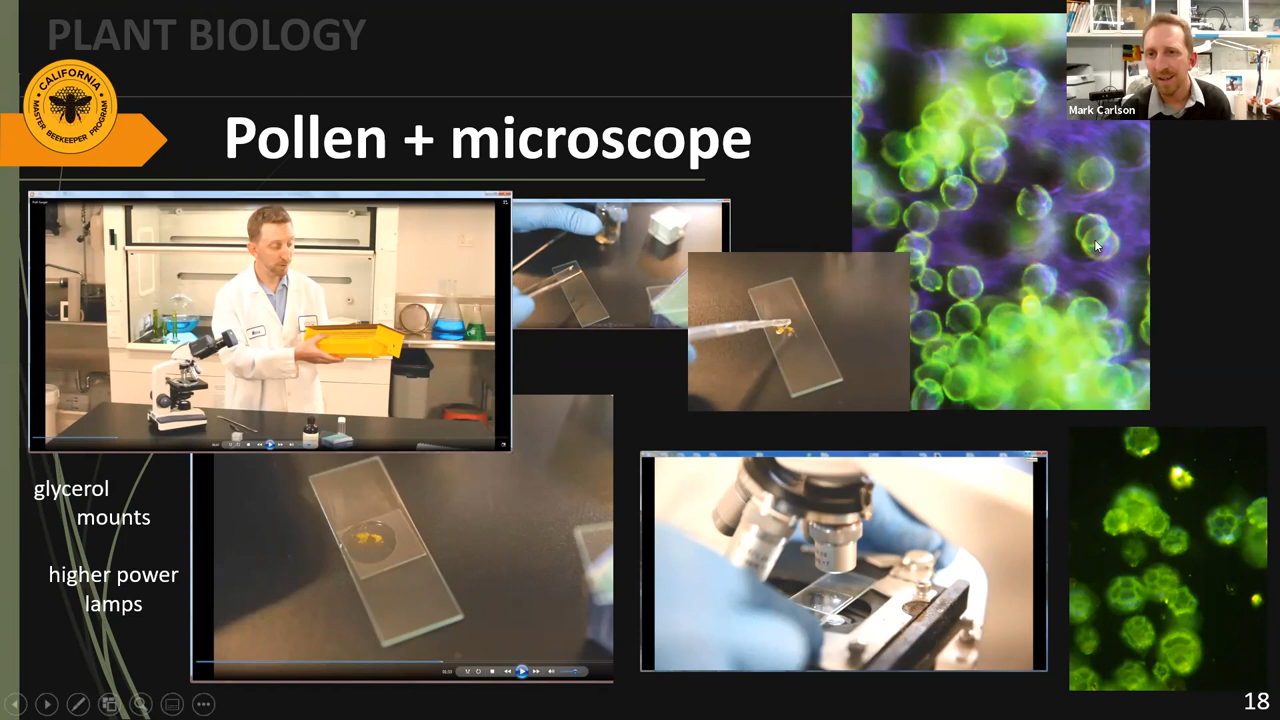 PLANT BIOLOGY
CALIFORNIA
MASTER BEEKEEPER PROGRAM
Pollen + microscope
Mark Carlson
glycerol
mounts
higher power
lamps
18